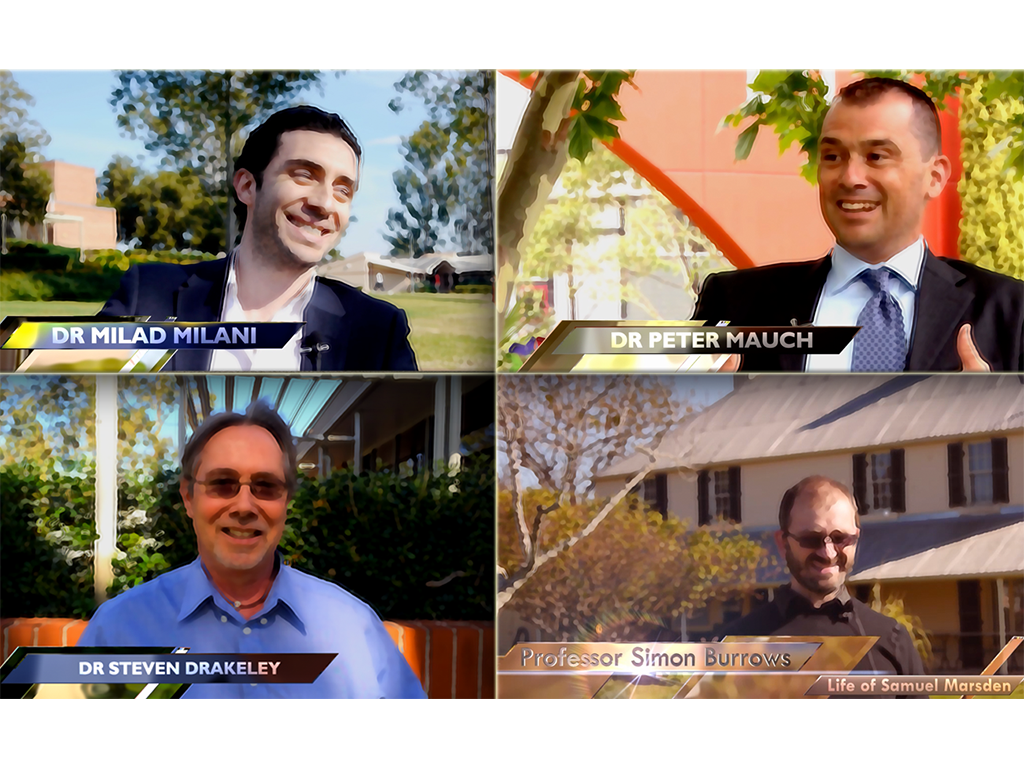 DR MILAD MILANI
DR PETER MAUCH
DR STEVEN DRAKELEY
Professor Simon Burrows
Life of Samuel Marsden